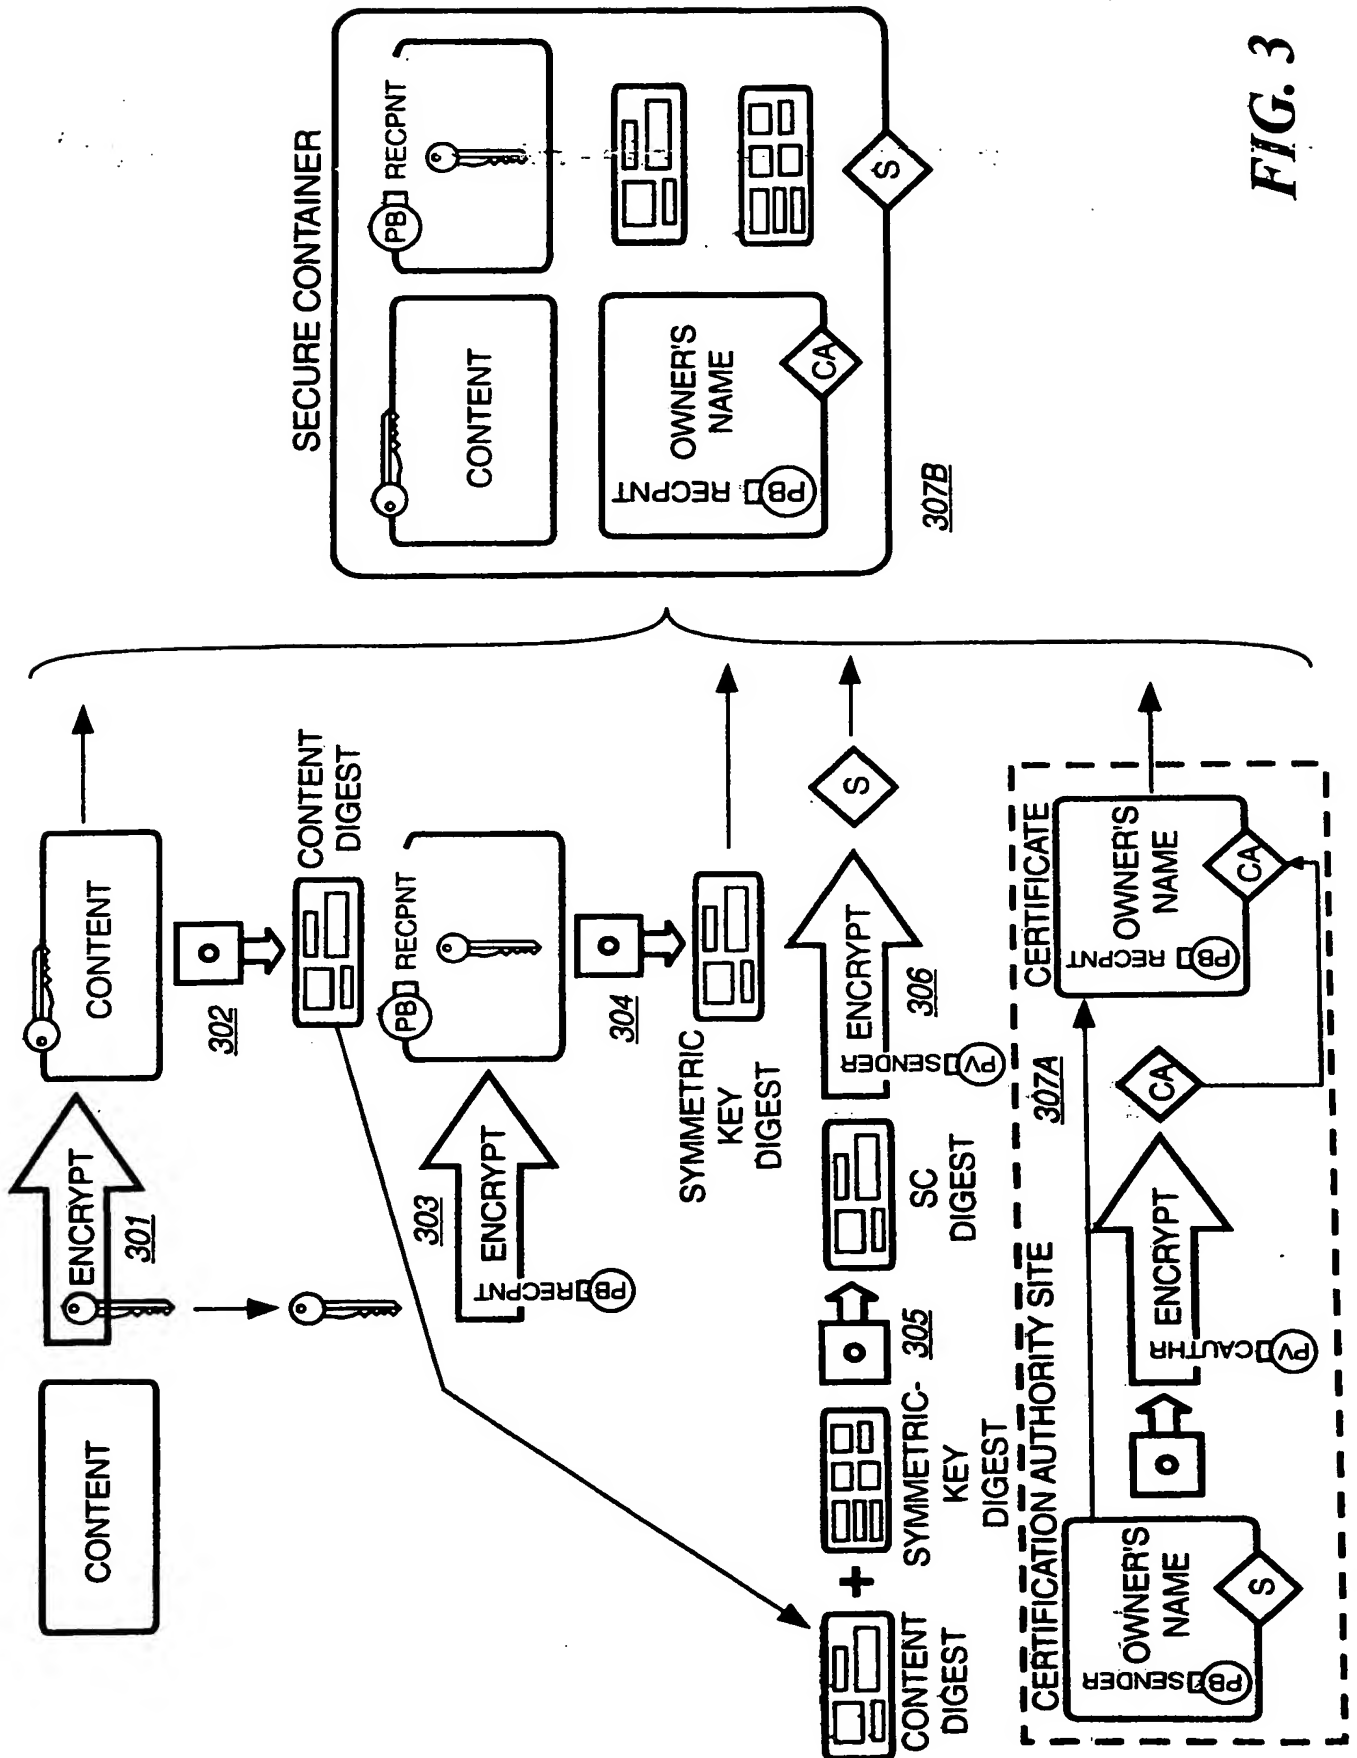 CONTENT
ENCRYPT
301
CONTENT
302
CONTENT
DIGEST
303
ENCRYPT
RECPNT
PB
PB RECPNT
304
SYMMETRIC
KEY
DIGEST
CONTENT
DIGEST
+
SYMMETRIC-
KEY
DIGEST
305
SC
DIGEST
ENCRYPT
SENDER
PV
306
S
CERTIFICATION AUTHORITY SITE
307A
CERTIFICATE
OWNER'S
NAME
SENDER
PB
S
ENCRYPT
CAUTHR
PV
CA
OWNER'S
NAME
RECPNT
PB
CA
SECURE CONTAINER
CONTENT
PB RECPNT
OWNER'S
NAME
RECPNT
PB
CA
S
307B
FIG. 3